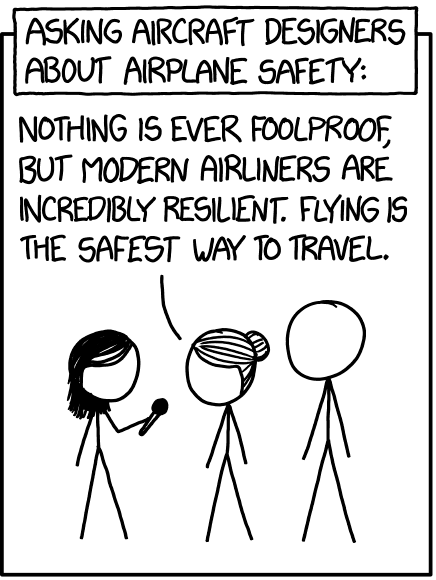 ASKING AIRCRAFT DESIGNERS
ABOUT AIRPLANE SAFETY:
NOTHING IS EVER FOOLPROOF,
BUT MODERN AIRLINERS ARE
INCREDIBLY RESILIENT. FLYING IS
THE SAFEST WAY TO TRAVEL.